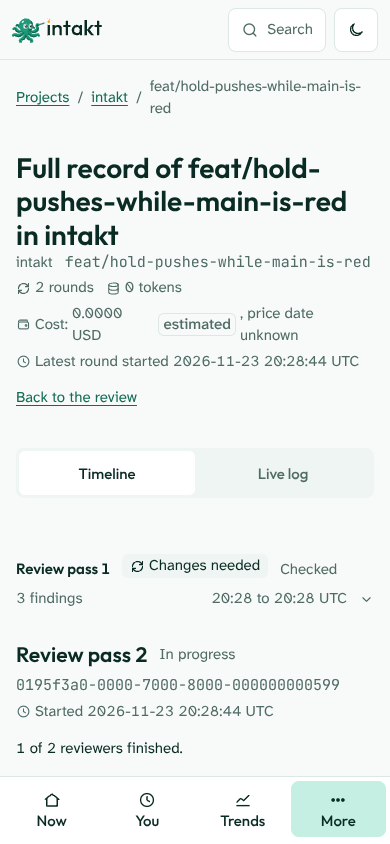 intakt
Search
Projects / intakt / feat/hold-pushes-while-main-is-
red
Full record of feat/hold-
pushes-while-main-is-red
in intakt
intakt feat/hold-pushes-while-main-is-red
2 rounds 0 tokens
Cost: 0.0000 USD estimated , price date unknown
Latest round started 2026-11-23 20:28:44 UTC
Back to the review
Timeline Live log
Review pass 1 Changes needed Checked
3 findings 20:28 to 20:28 UTC
Review pass 2 In progress
0195f3a0-0000-7000-8000-000000000599
Started 2026-11-23 20:28:44 UTC
1 of 2 reviewers finished.
Now You Trends More